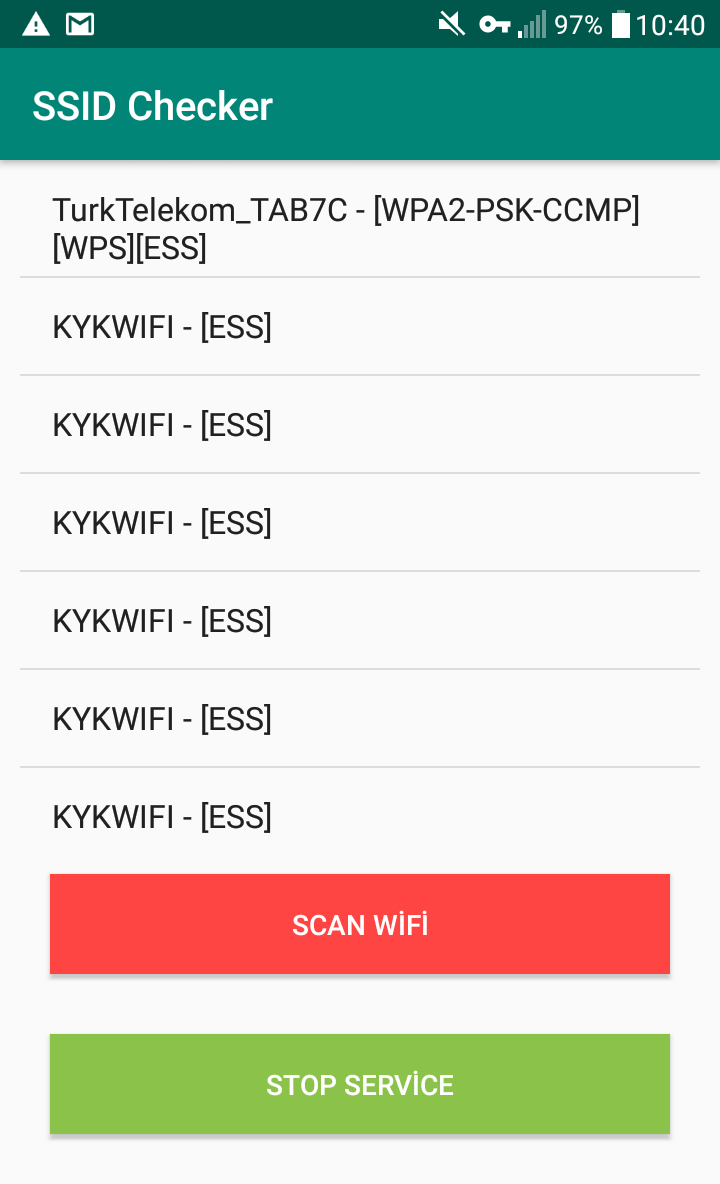 97% 10:40
SSID Checker
TurkTelekom_TAB7C - [WPA2-PSK-CCMP]
[WPS][ESS]
KYKWIFI - [ESS]
KYKWIFI - [ESS]
KYKWIFI - [ESS]
KYKWIFI - [ESS]
KYKWIFI - [ESS]
KYKWIFI - [ESS]
SCAN WİFİ
STOP SERVİCE